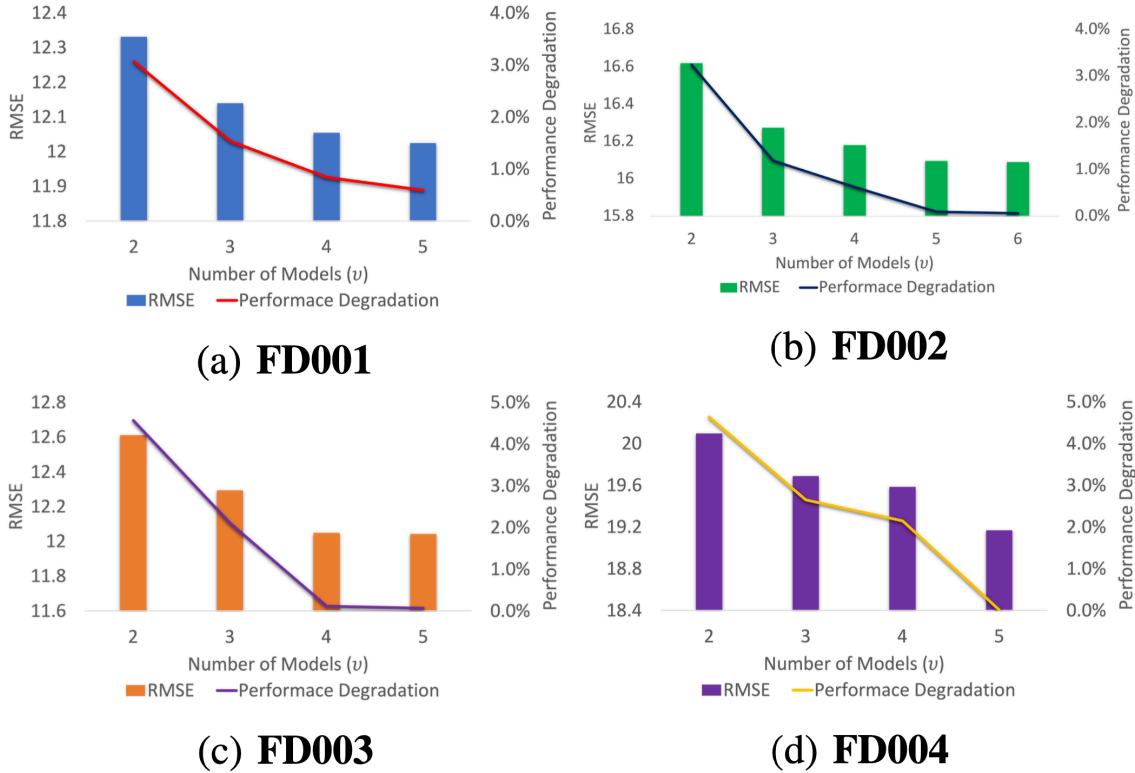 12.4
12.3
12.2
12.1
12
11.9
11.8
RMSE
4.0%
3.0%
2.0%
1.0%
0.0%
Performance Degradation
2 3 4 5
Number of Models (υ)
RMSE Performace Degradation
(a) FD001
16.8
16.6
16.4
16.2
16
15.8
RMSE
4.0%
3.0%
2.0%
1.0%
0.0%
Performance Degradation
2 3 4 5 6
Number of Models (υ)
RMSE Performace Degradation
(b) FD002
12.8
12.6
12.4
12.2
12
11.8
11.6
RMSE
5.0%
4.0%
3.0%
2.0%
1.0%
0.0%
Performance Degradation
2 3 4 5
Number of Models (υ)
RMSE Performace Degradation
(c) FD003
20.4
20
19.6
19.2
18.8
18.4
RMSE
5.0%
4.0%
3.0%
2.0%
1.0%
0.0%
Performance Degradation
2 3 4 5
Number of Models (υ)
RMSE Performace Degradation
(d) FD004